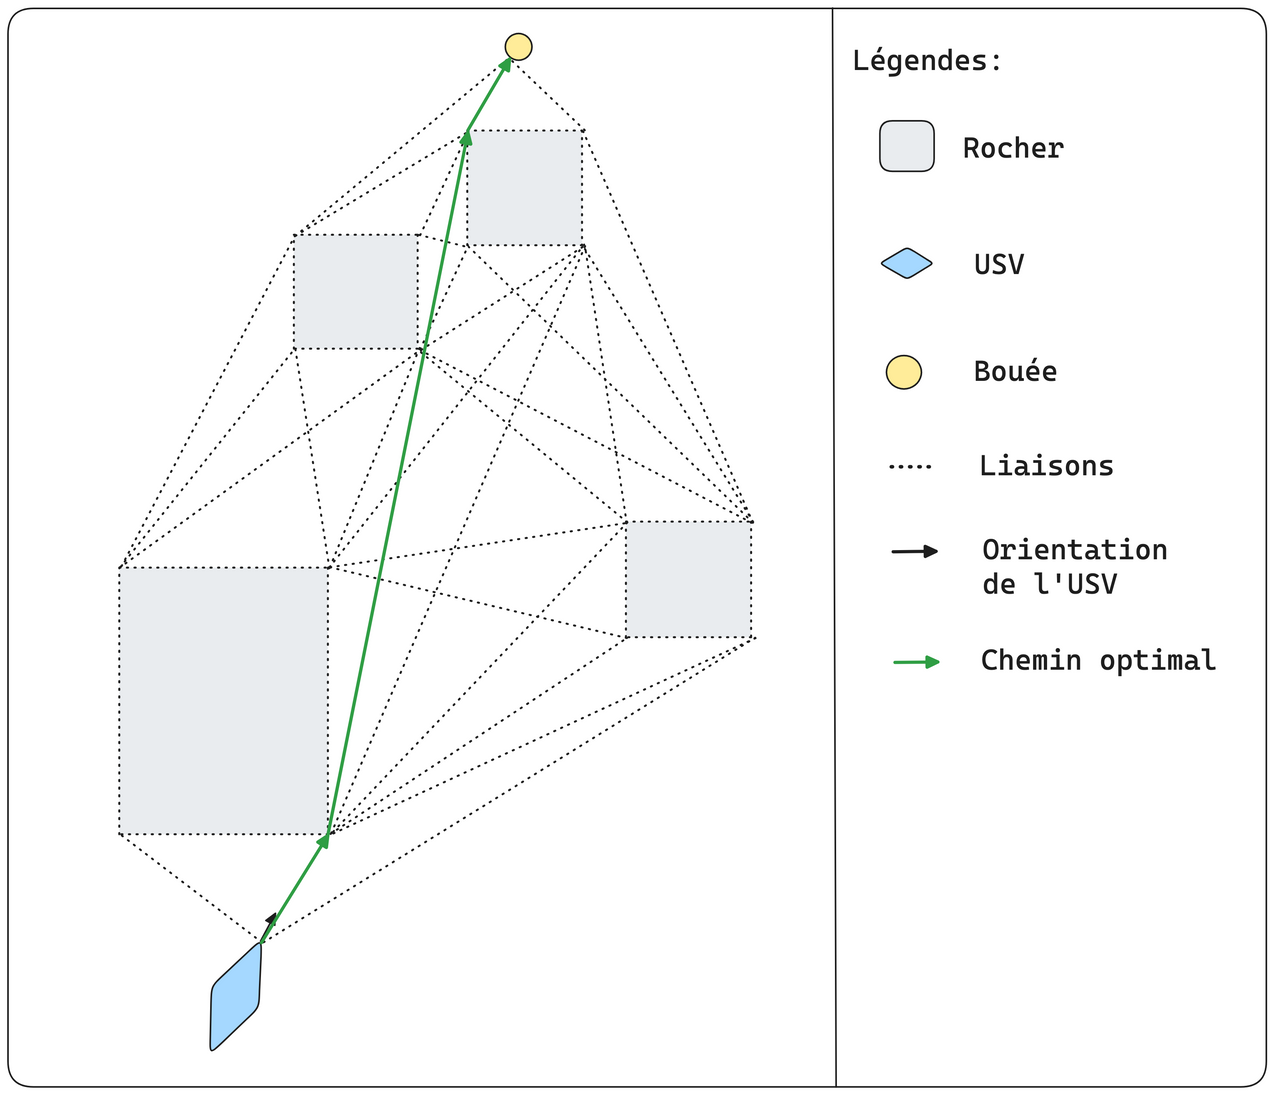 Légendes:
Rocher
USV
Bouée
Liaisons
Orientation
de l'USV
Chemin optimal